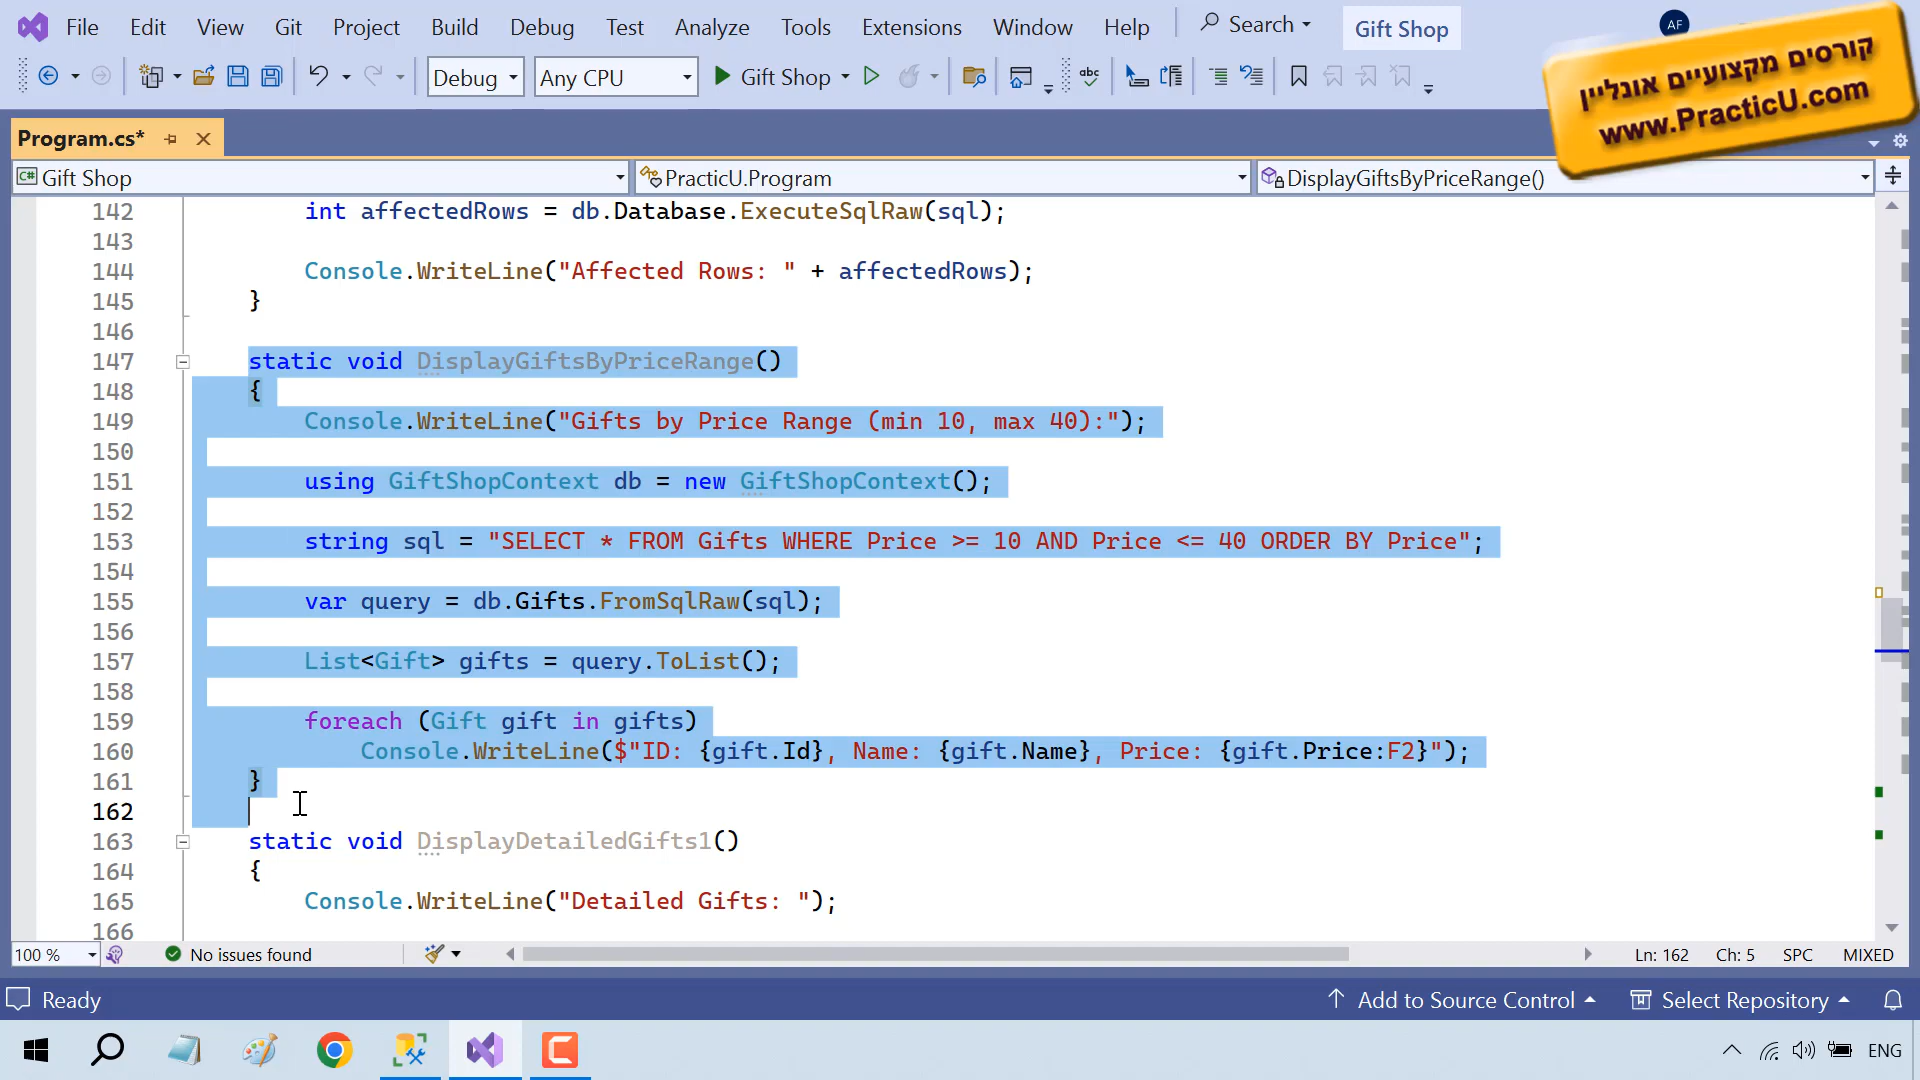 File Edit View Git Project Build Debug Test Analyze Tools Extensions Window Help Search Gift Shop AF
קורסים מקצועיים אונליין
www.PracticU.com
Debug Any CPU Gift Shop abc
Program.cs*
C# Gift Shop PracticU.Program DisplayGiftsByPriceRange()
142 int affectedRows = db.Database.ExecuteSqlRaw(sql);
143
144 Console.WriteLine("Affected Rows: " + affectedRows);
145 }
146
147 static void DisplayGiftsByPriceRange()
148 {
149 Console.WriteLine("Gifts by Price Range (min 10, max 40):");
150
151 using GiftShopContext db = new GiftShopContext();
152
153 string sql = "SELECT * FROM Gifts WHERE Price >= 10 AND Price <= 40 ORDER BY Price";
154
155 var query = db.Gifts.FromSqlRaw(sql);
156
157 List<Gift> gifts = query.ToList();
158
159 foreach (Gift gift in gifts)
160 Console.WriteLine($"ID: {gift.Id}, Name: {gift.Name}, Price: {gift.Price:F2}");
161 }
162
163 static void DisplayDetailedGifts1()
164 {
165 Console.WriteLine("Detailed Gifts: ");
166
100 % No issues found Ln: 162 Ch: 5 SPC MIXED
Ready Add to Source Control Select Repository
ENG